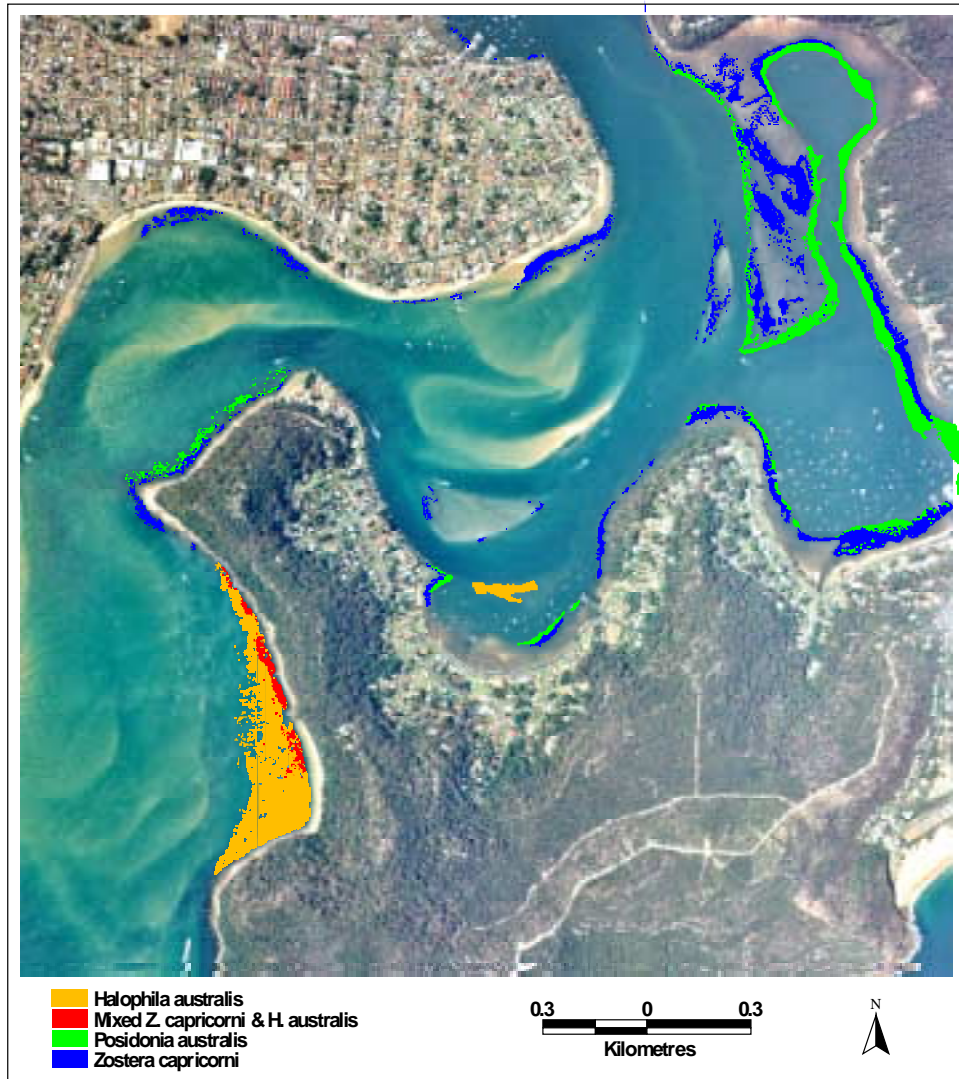 Halophila australis
Mixed Z. capricorni & H. australis
Posidonia australis
Zostera capricorni
0.3 0 0.3
Kilometres
N